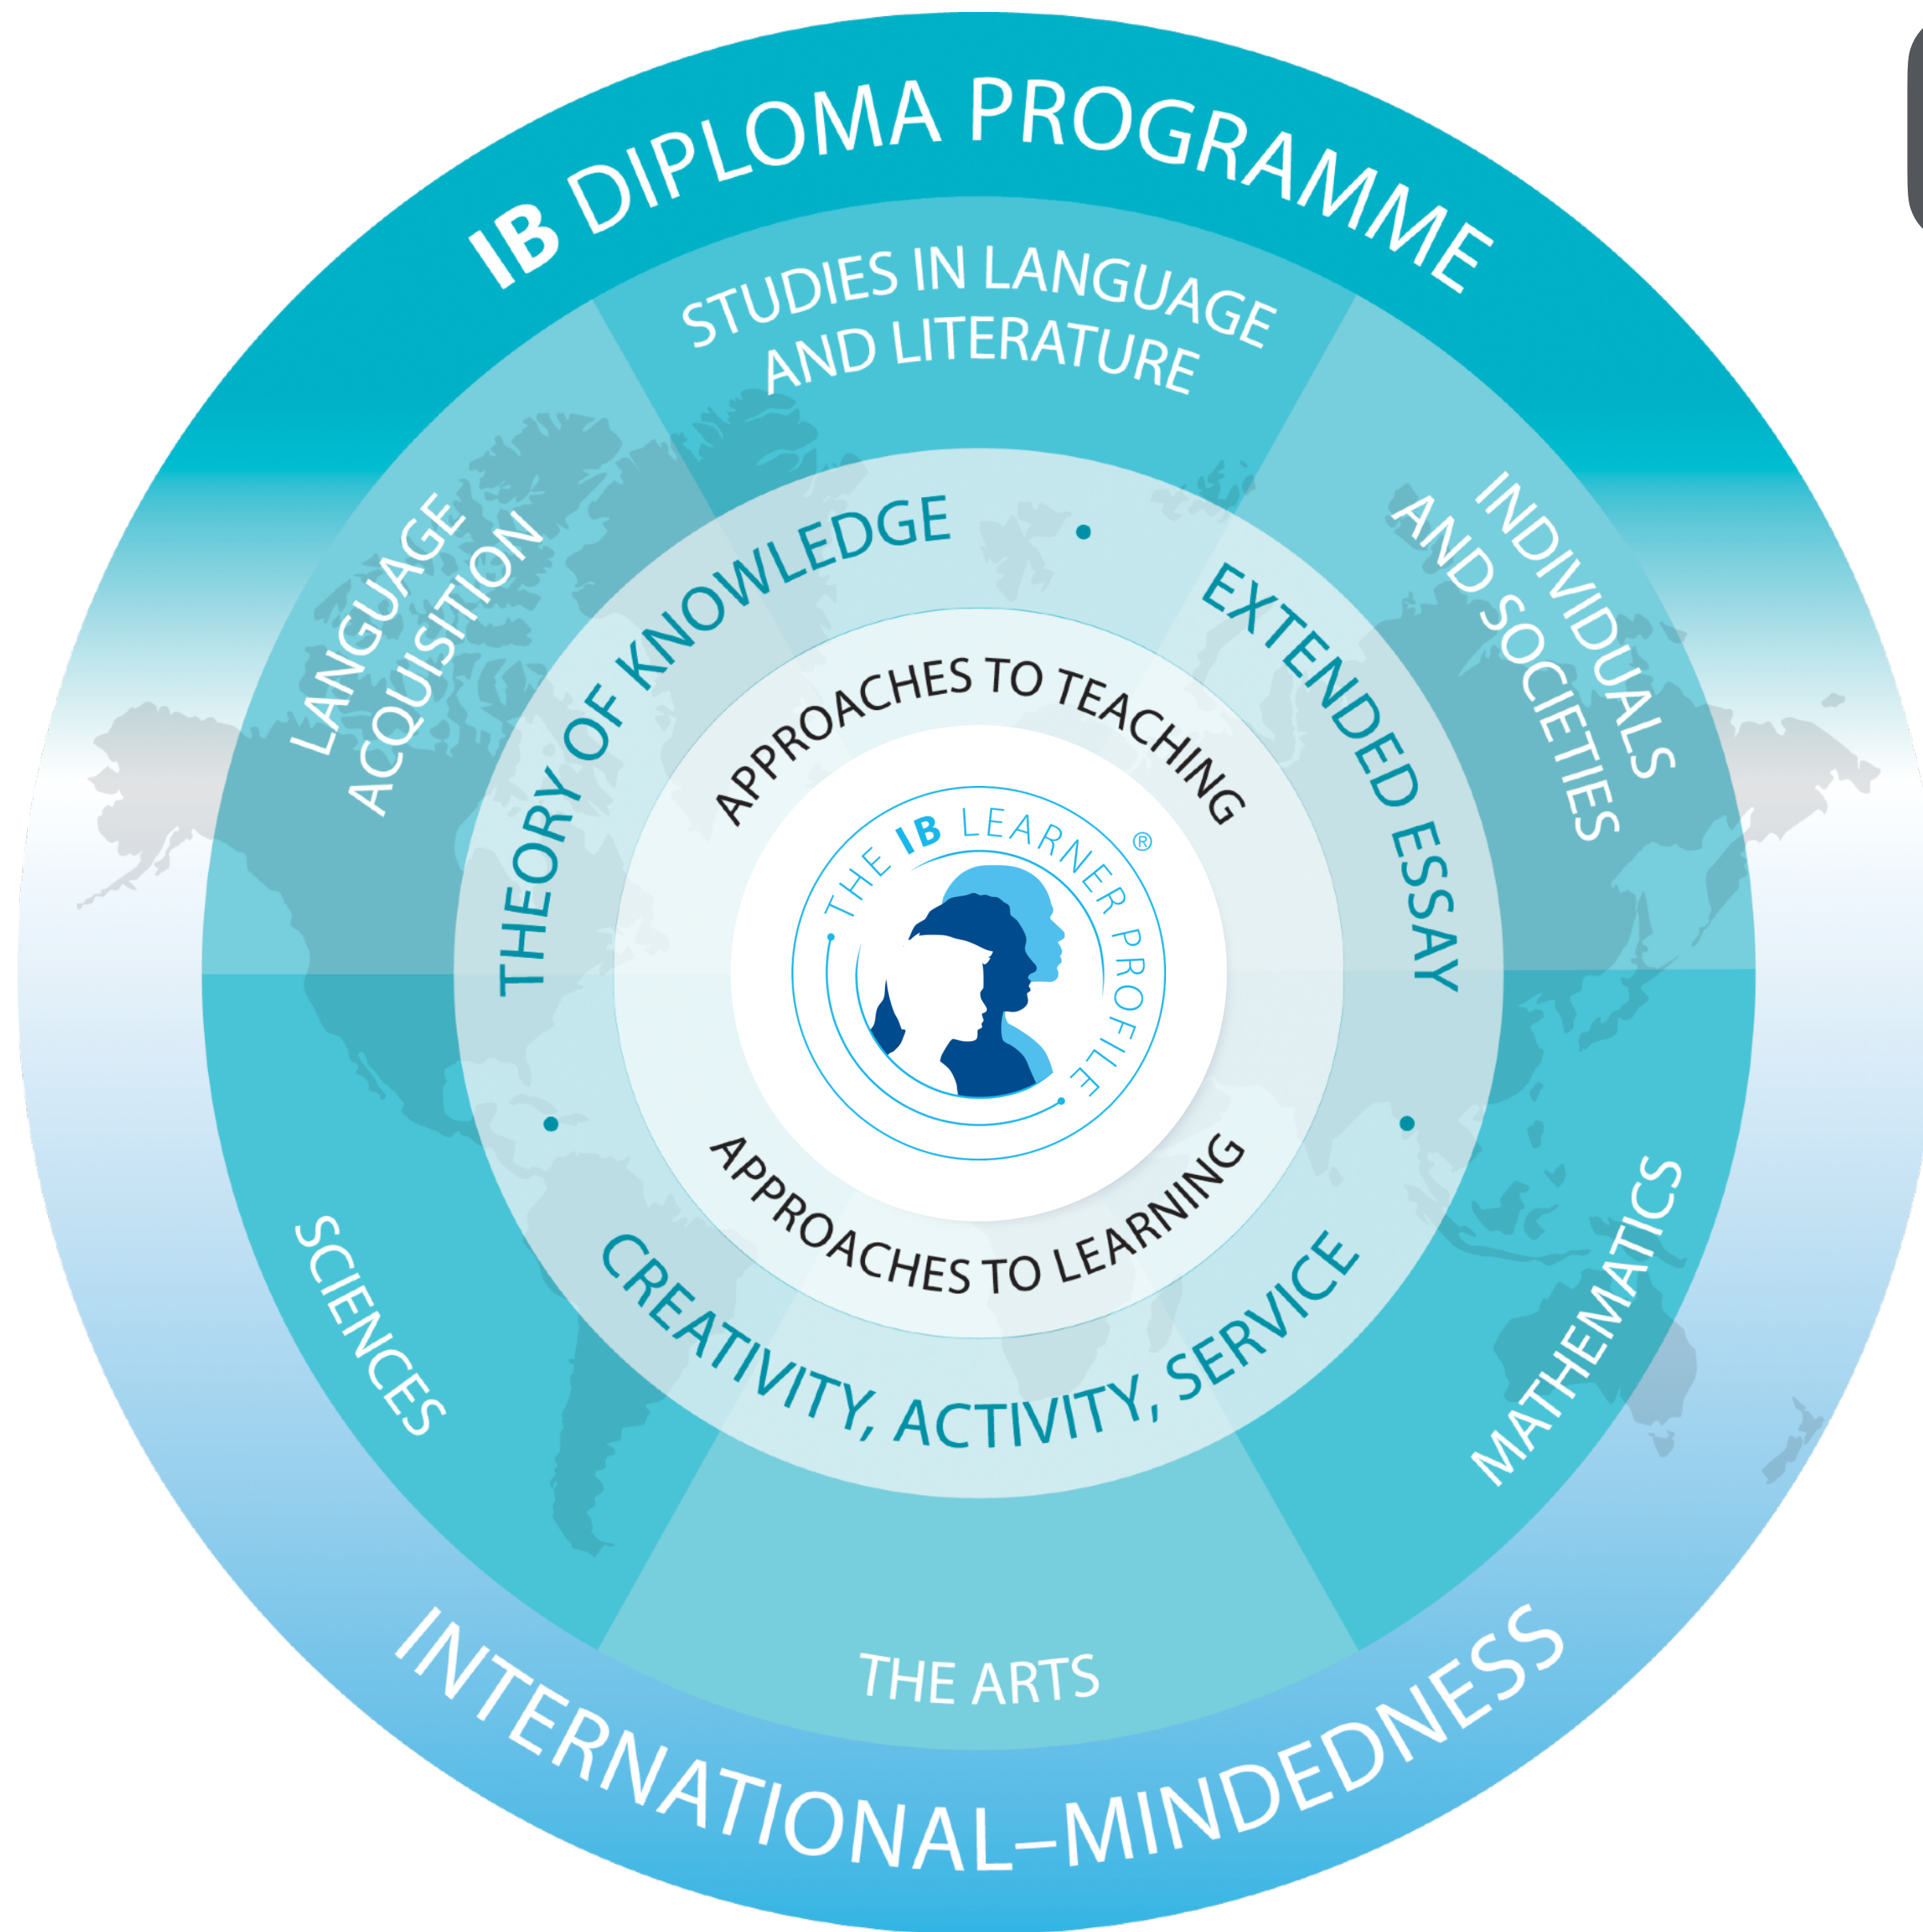 IB DIPLOMA PROGRAMME
STUDIES IN LANGUAGE
AND LITERATURE
LANGUAGE
ACQUISITION
INDIVIDUALS
AND SOCIETIES
THEORY OF KNOWLEDGE
•
EXTENDED ESSAY
APPROACHES TO TEACHING
THE IB LEARNER PROFILE
®
APPROACHES TO LEARNING
•
•
CREATIVITY, ACTIVITY, SERVICE
SCIENCES
MATHEMATICS
THE ARTS
INTERNATIONAL–MINDEDNESS